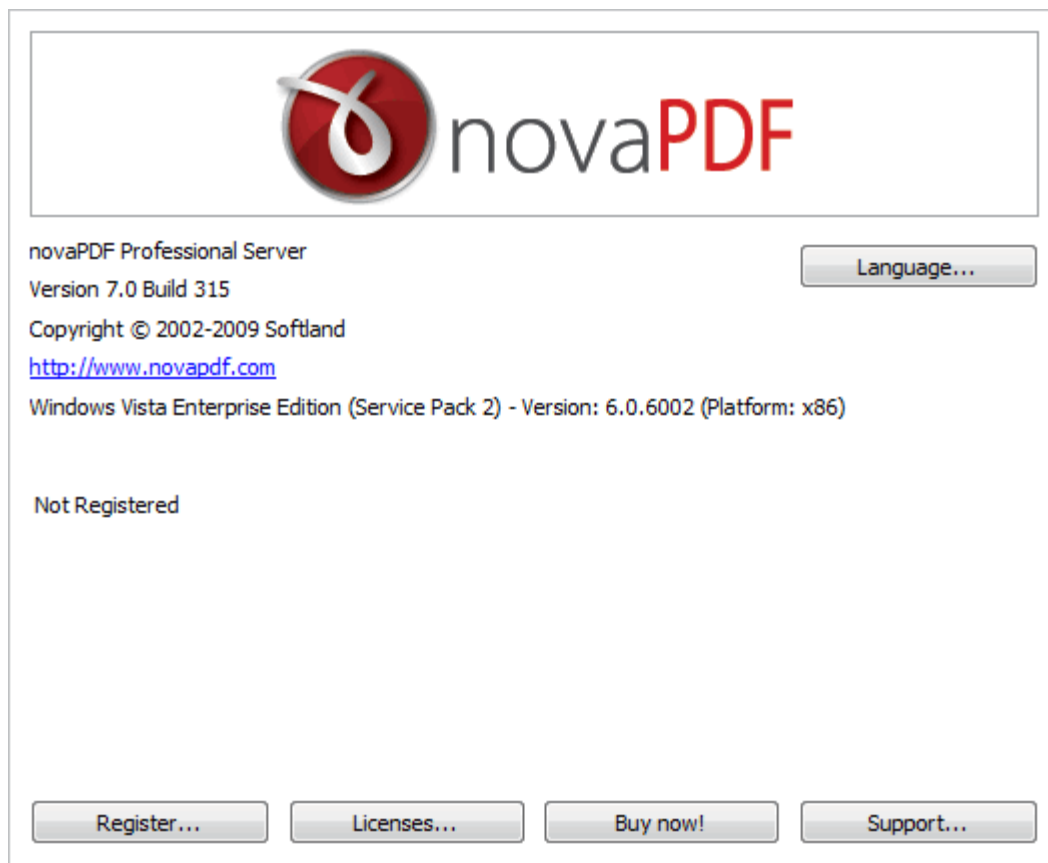 novaPDF
novaPDF Professional Server
Language...
Version 7.0 Build 315
Copyright © 2002-2009 Softland
http://www.novapdf.com
Windows Vista Enterprise Edition (Service Pack 2) - Version: 6.0.6002 (Platform: x86)
Not Registered
Register...
Licenses...
Buy now!
Support...